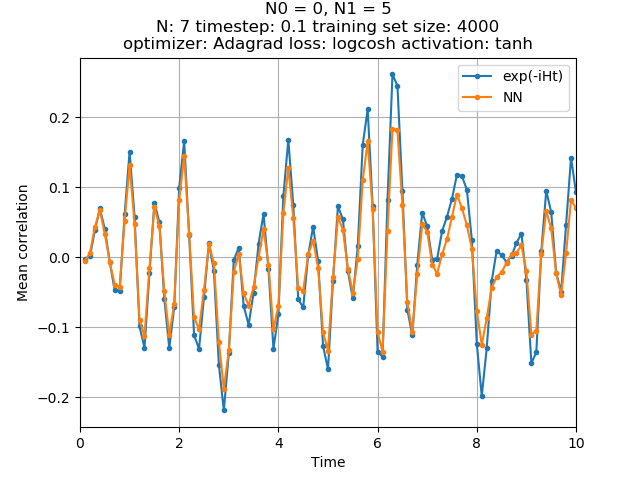 N0 = 0, N1 = 5
N: 7 timestep: 0.1 training set size: 4000
optimizer: Adagrad loss: logcosh activation: tanh
exp(-iHt)
NN
0.2
0.1
0.0
−0.1
−0.2
Mean correlation
0 2 4 6 8 10
Time